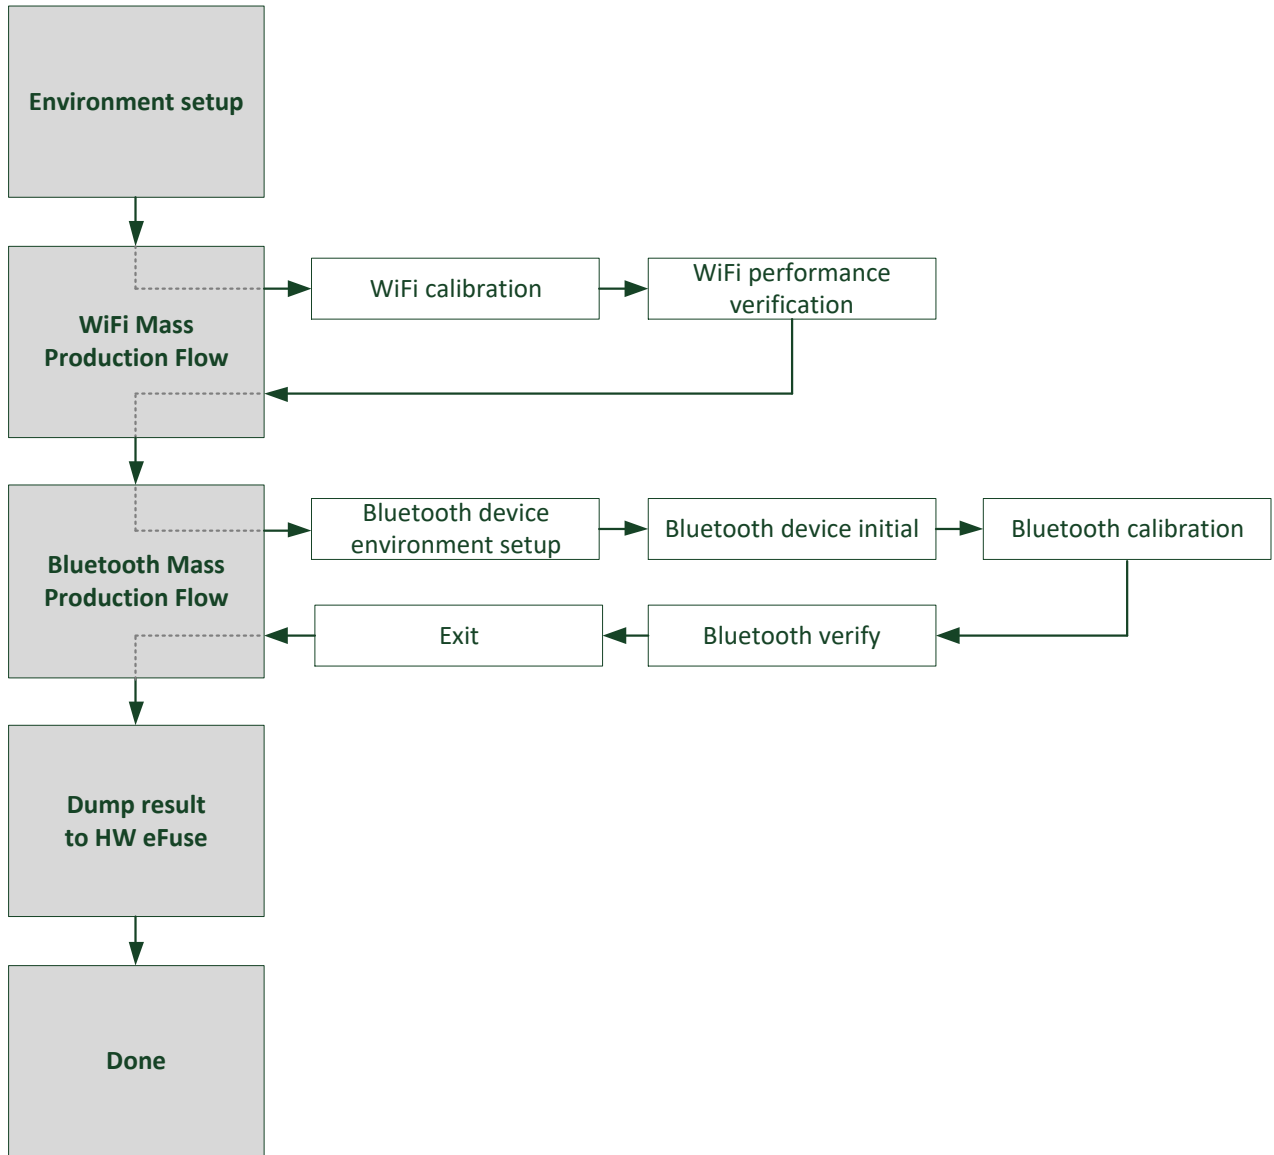 Environment setup
WiFi Mass
Production Flow
WiFi calibration
WiFi performance
verification
Bluetooth Mass
Production Flow
Bluetooth device
environment setup
Bluetooth device initial
Bluetooth calibration
Bluetooth verify
Exit
Dump result
to HW eFuse
Done